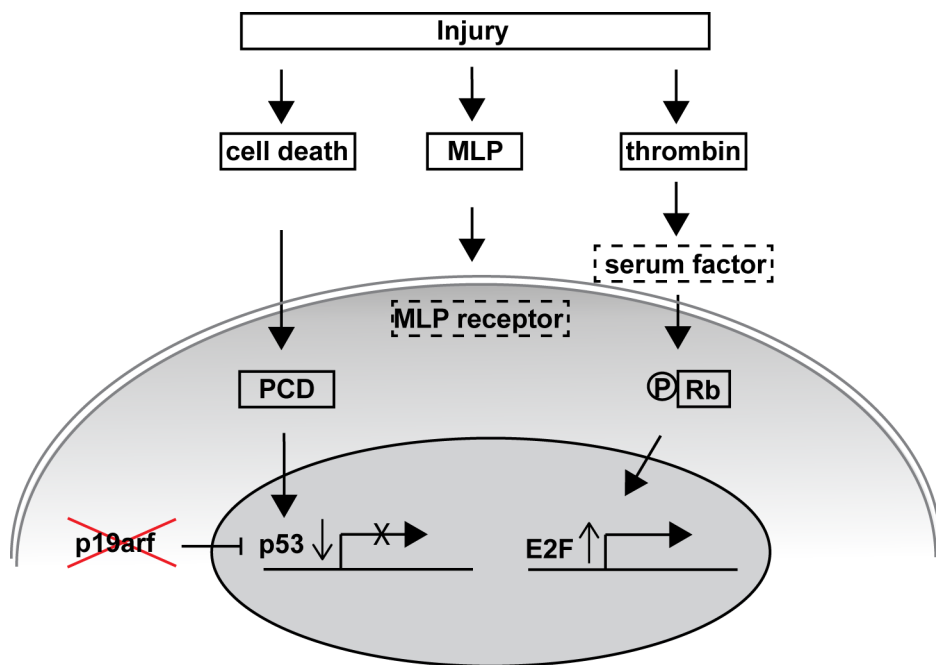 Injury
cell death
MLP
thrombin
serum factor
MLP receptor
PCD
P
Rb
p19arf
p53
X
E2F